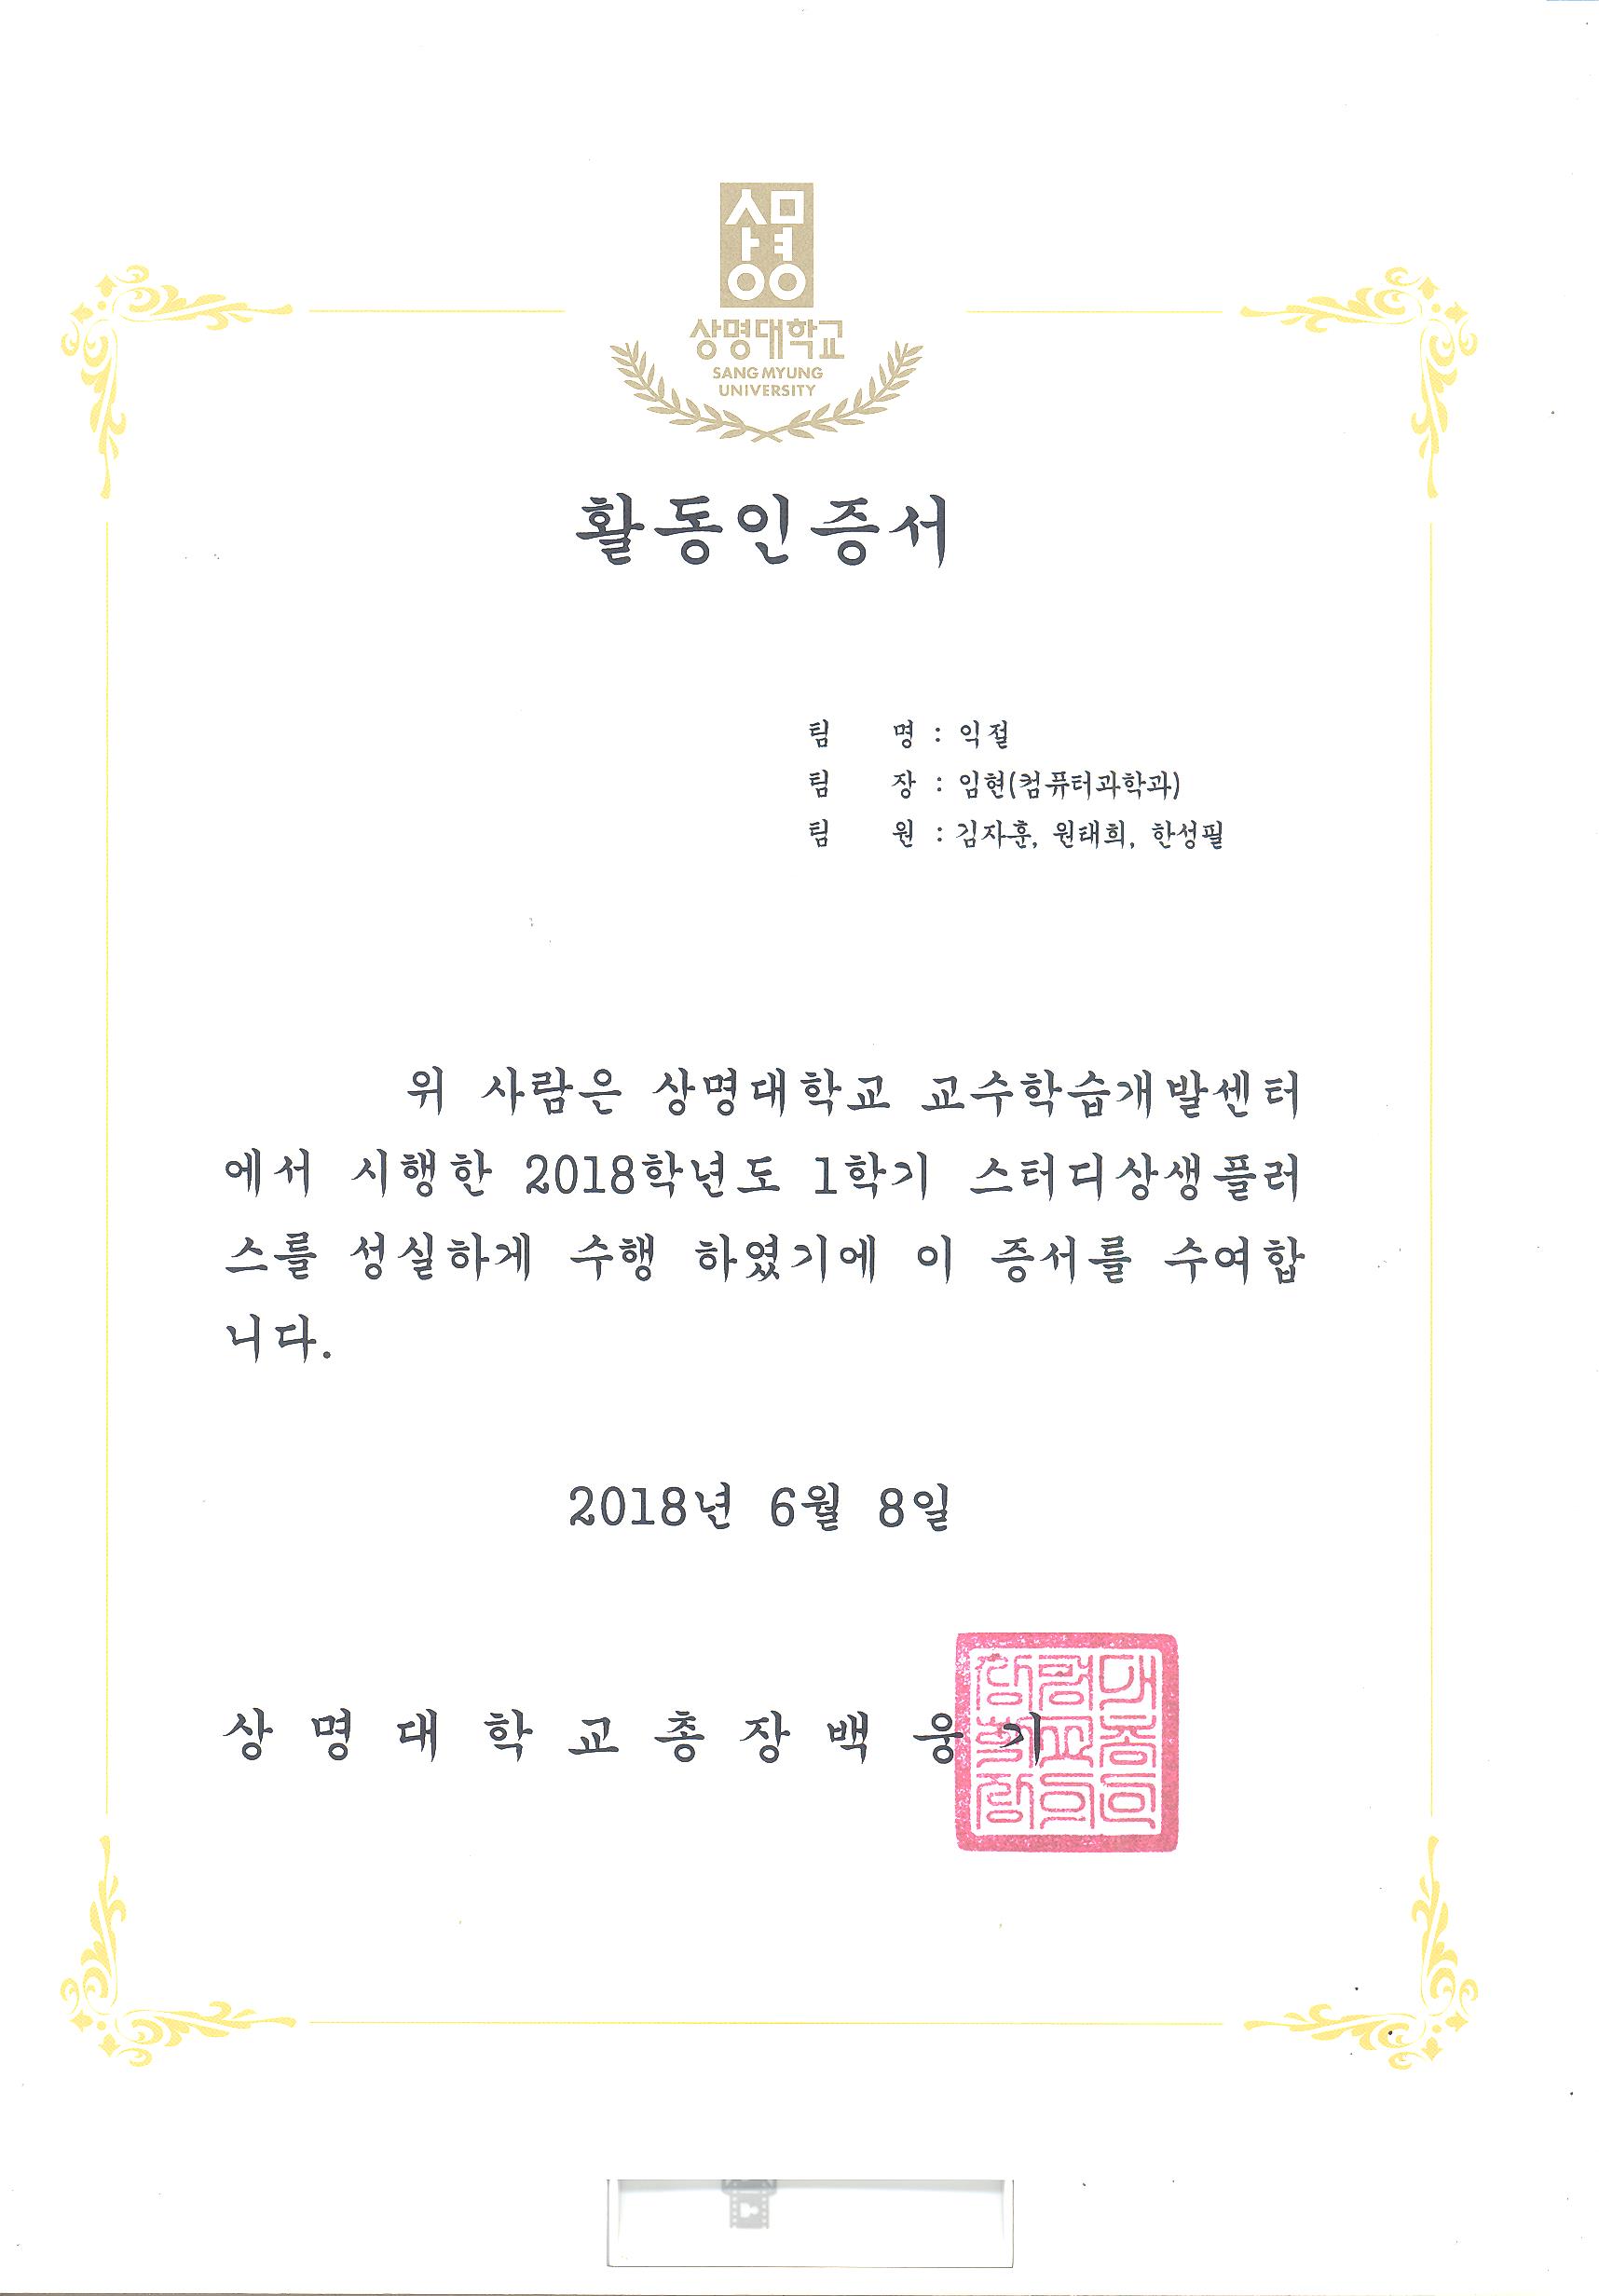 상명
상명대학교
SANGMYUNG
UNIVERSITY
활동인증서
팀 명 : 익절
팀 장 : 임현(컴퓨터과학과)
팀 원 : 김자훈, 원태희, 한성필
위 사람은 상명대학교 교수학습개발센터
에서 시행한 2018학년도 1학기 스터디상생플러
스를 성실하게 수행 하였기에 이 증서를 수여합
니다.
2018년 6월 8일
상 명 대 학 교 총 장 백 웅 기
상명대
학교총
장의인